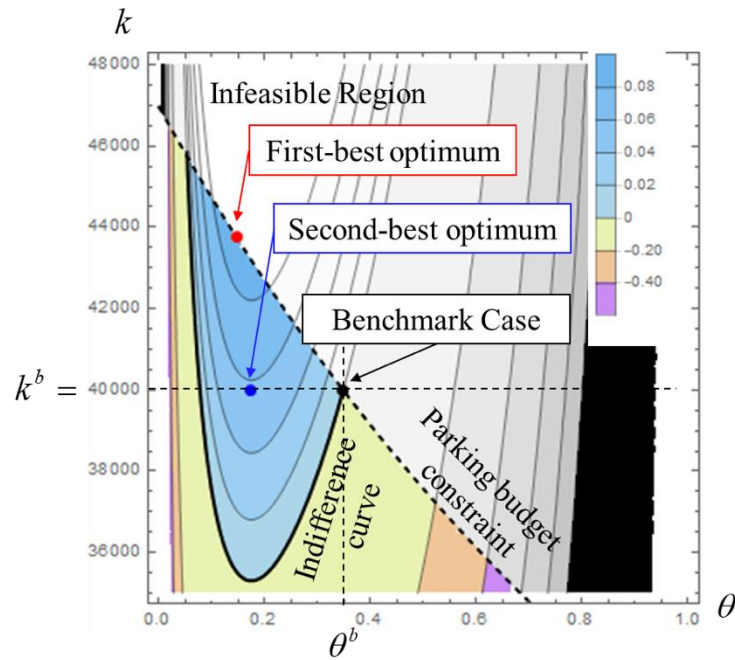 k
48000
Infeasible Region
46000
First-best optimum
44000
Second-best optimum
42000
Benchmark Case
k^b =
40000
38000
36000
Indifference
curve
Parking budget
constraint
0.08
0.06
0.04
0.02
0
-0.20
-0.40
0.0 0.2 0.4 0.6 0.8 1.0
θ
θ^b